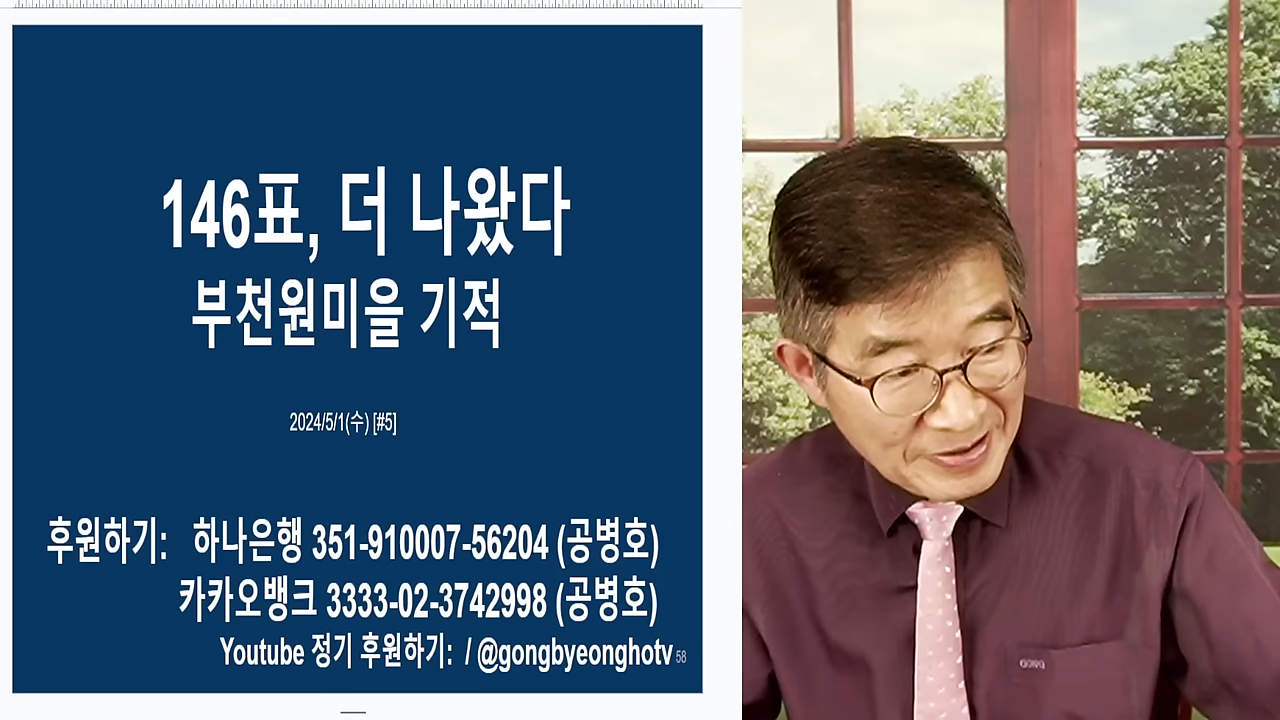 146표, 더 나왔다
부천원미을 기적
2024/5/1(수) [#5]
후원하기: 하나은행 351-910007-56204 (공병호)
카카오뱅크 3333-02-3742998 (공병호)
Youtube 정기 후원하기: / @gongbyeonghotv
58